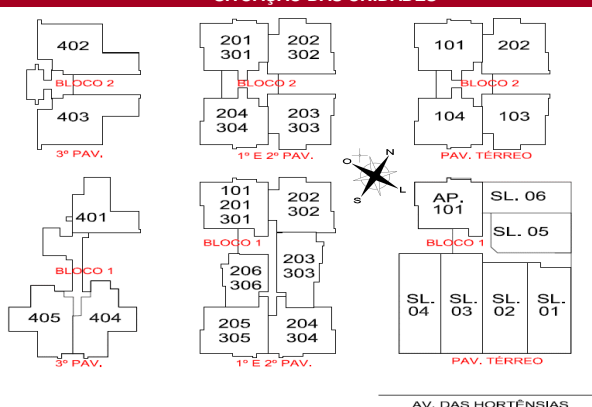 SITUAÇÃO DAS UNIDADES
402
BLOCO 2
403
3º PAV.
201 202
301 302
BLOCO 2
204 203
304 303
1º E 2º PAV.
101 202
BLOCO 2
104 103
PAV. TÉRREO
N
O
L
S
401
BLOCO 1
405 404
3º PAV.
101
201 202
301 302
BLOCO 1
203
303
206
306
205 204
305 304
1º E 2º PAV.
AP. SL. 06
101
SL. 05
BLOCO 1
SL. SL. SL. SL.
04 03 02 01
PAV. TÉRREO
AV. DAS HORTÊNSIAS